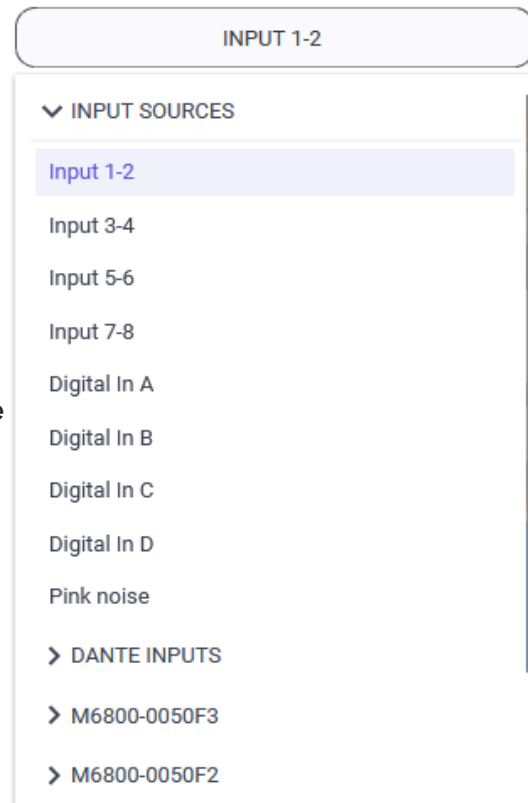 INPUT 1-2
INPUT SOURCES
Input 1-2
Input 3-4
Input 5-6
Input 7-8
Digital In A
Digital In B
Digital In C
Digital In D
Pink noise
DANTE INPUTS
M6800-0050F3
M6800-0050F2